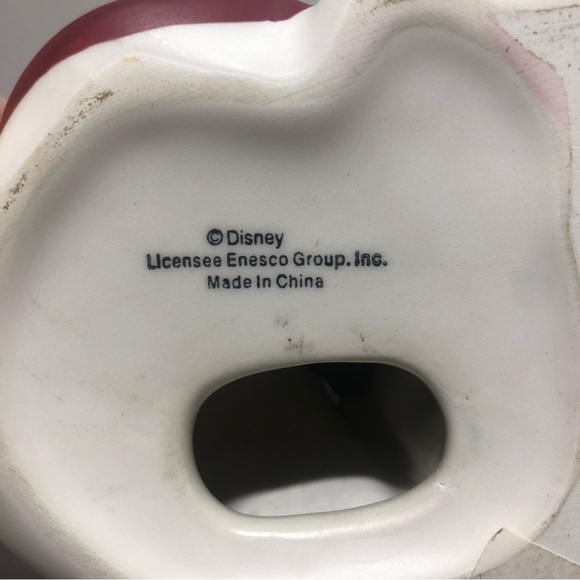 © Disney
Licensee Enesco Group. Inc.
Made In China